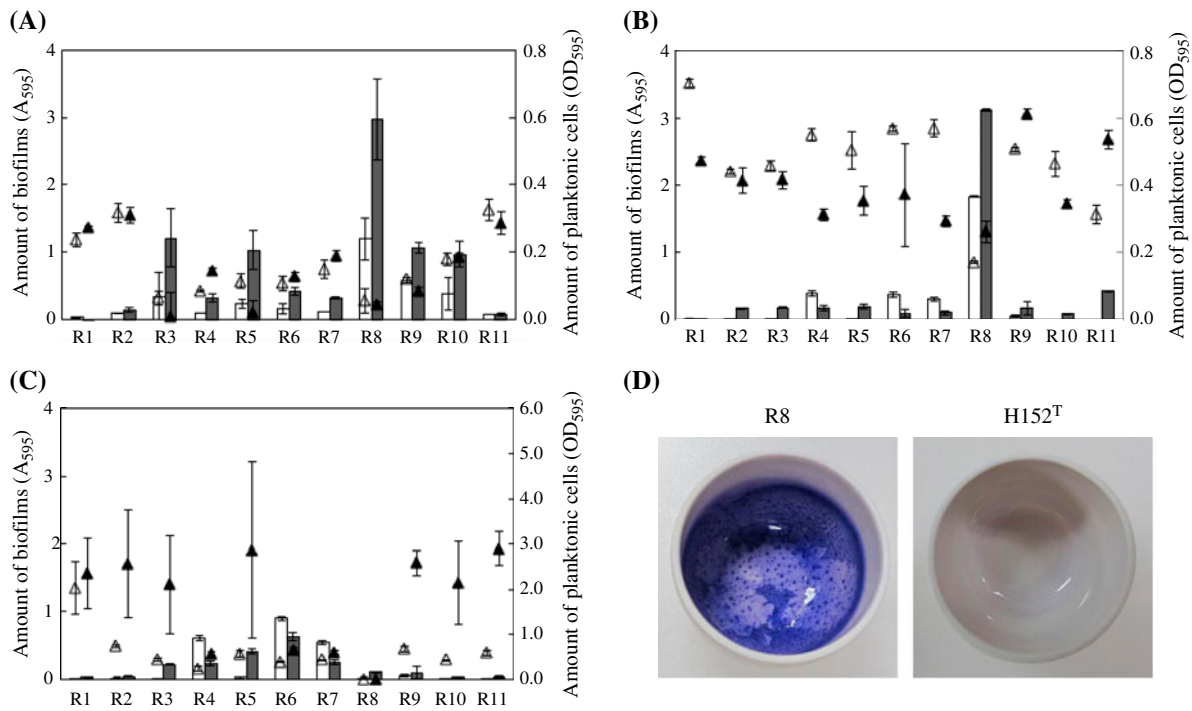 (A)
Amount of biofilms (A595)
4
3
2
1
0
0.8
0.6
0.4
0.2
0.0
Amount of planktonic cells (OD595)
R1 R2 R3 R4 R5 R6 R7 R8 R9 R10 R11
(B)
Amount of biofilms (A595)
4
3
2
1
0
0.8
0.6
0.4
0.2
0.0
Amount of planktonic cells (OD595)
R1 R2 R3 R4 R5 R6 R7 R8 R9 R10 R11
(C)
Amount of biofilms (A595)
4
3
2
1
0
6.0
5.0
4.0
3.0
2.0
1.0
0.0
Amount of planktonic cells (OD595)
R1 R2 R3 R4 R5 R6 R7 R8 R9 R10 R11
(D)
R8 H152T